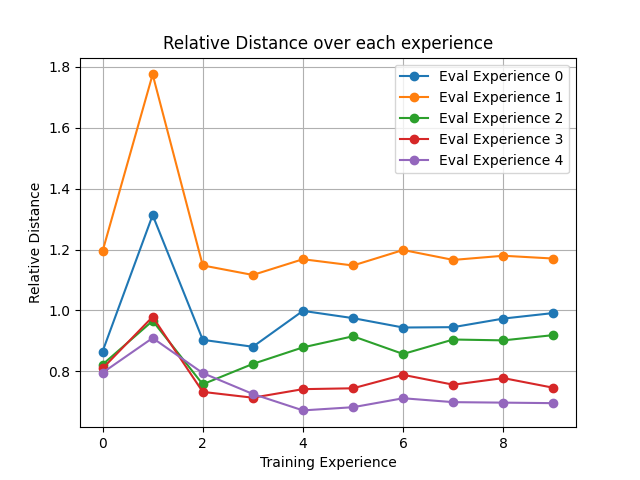 Relative Distance over each experience
Relative Distance
1.8
1.6
1.4
1.2
1.0
0.8
Eval Experience 0
Eval Experience 1
Eval Experience 2
Eval Experience 3
Eval Experience 4
0 2 4 6 8
Training Experience